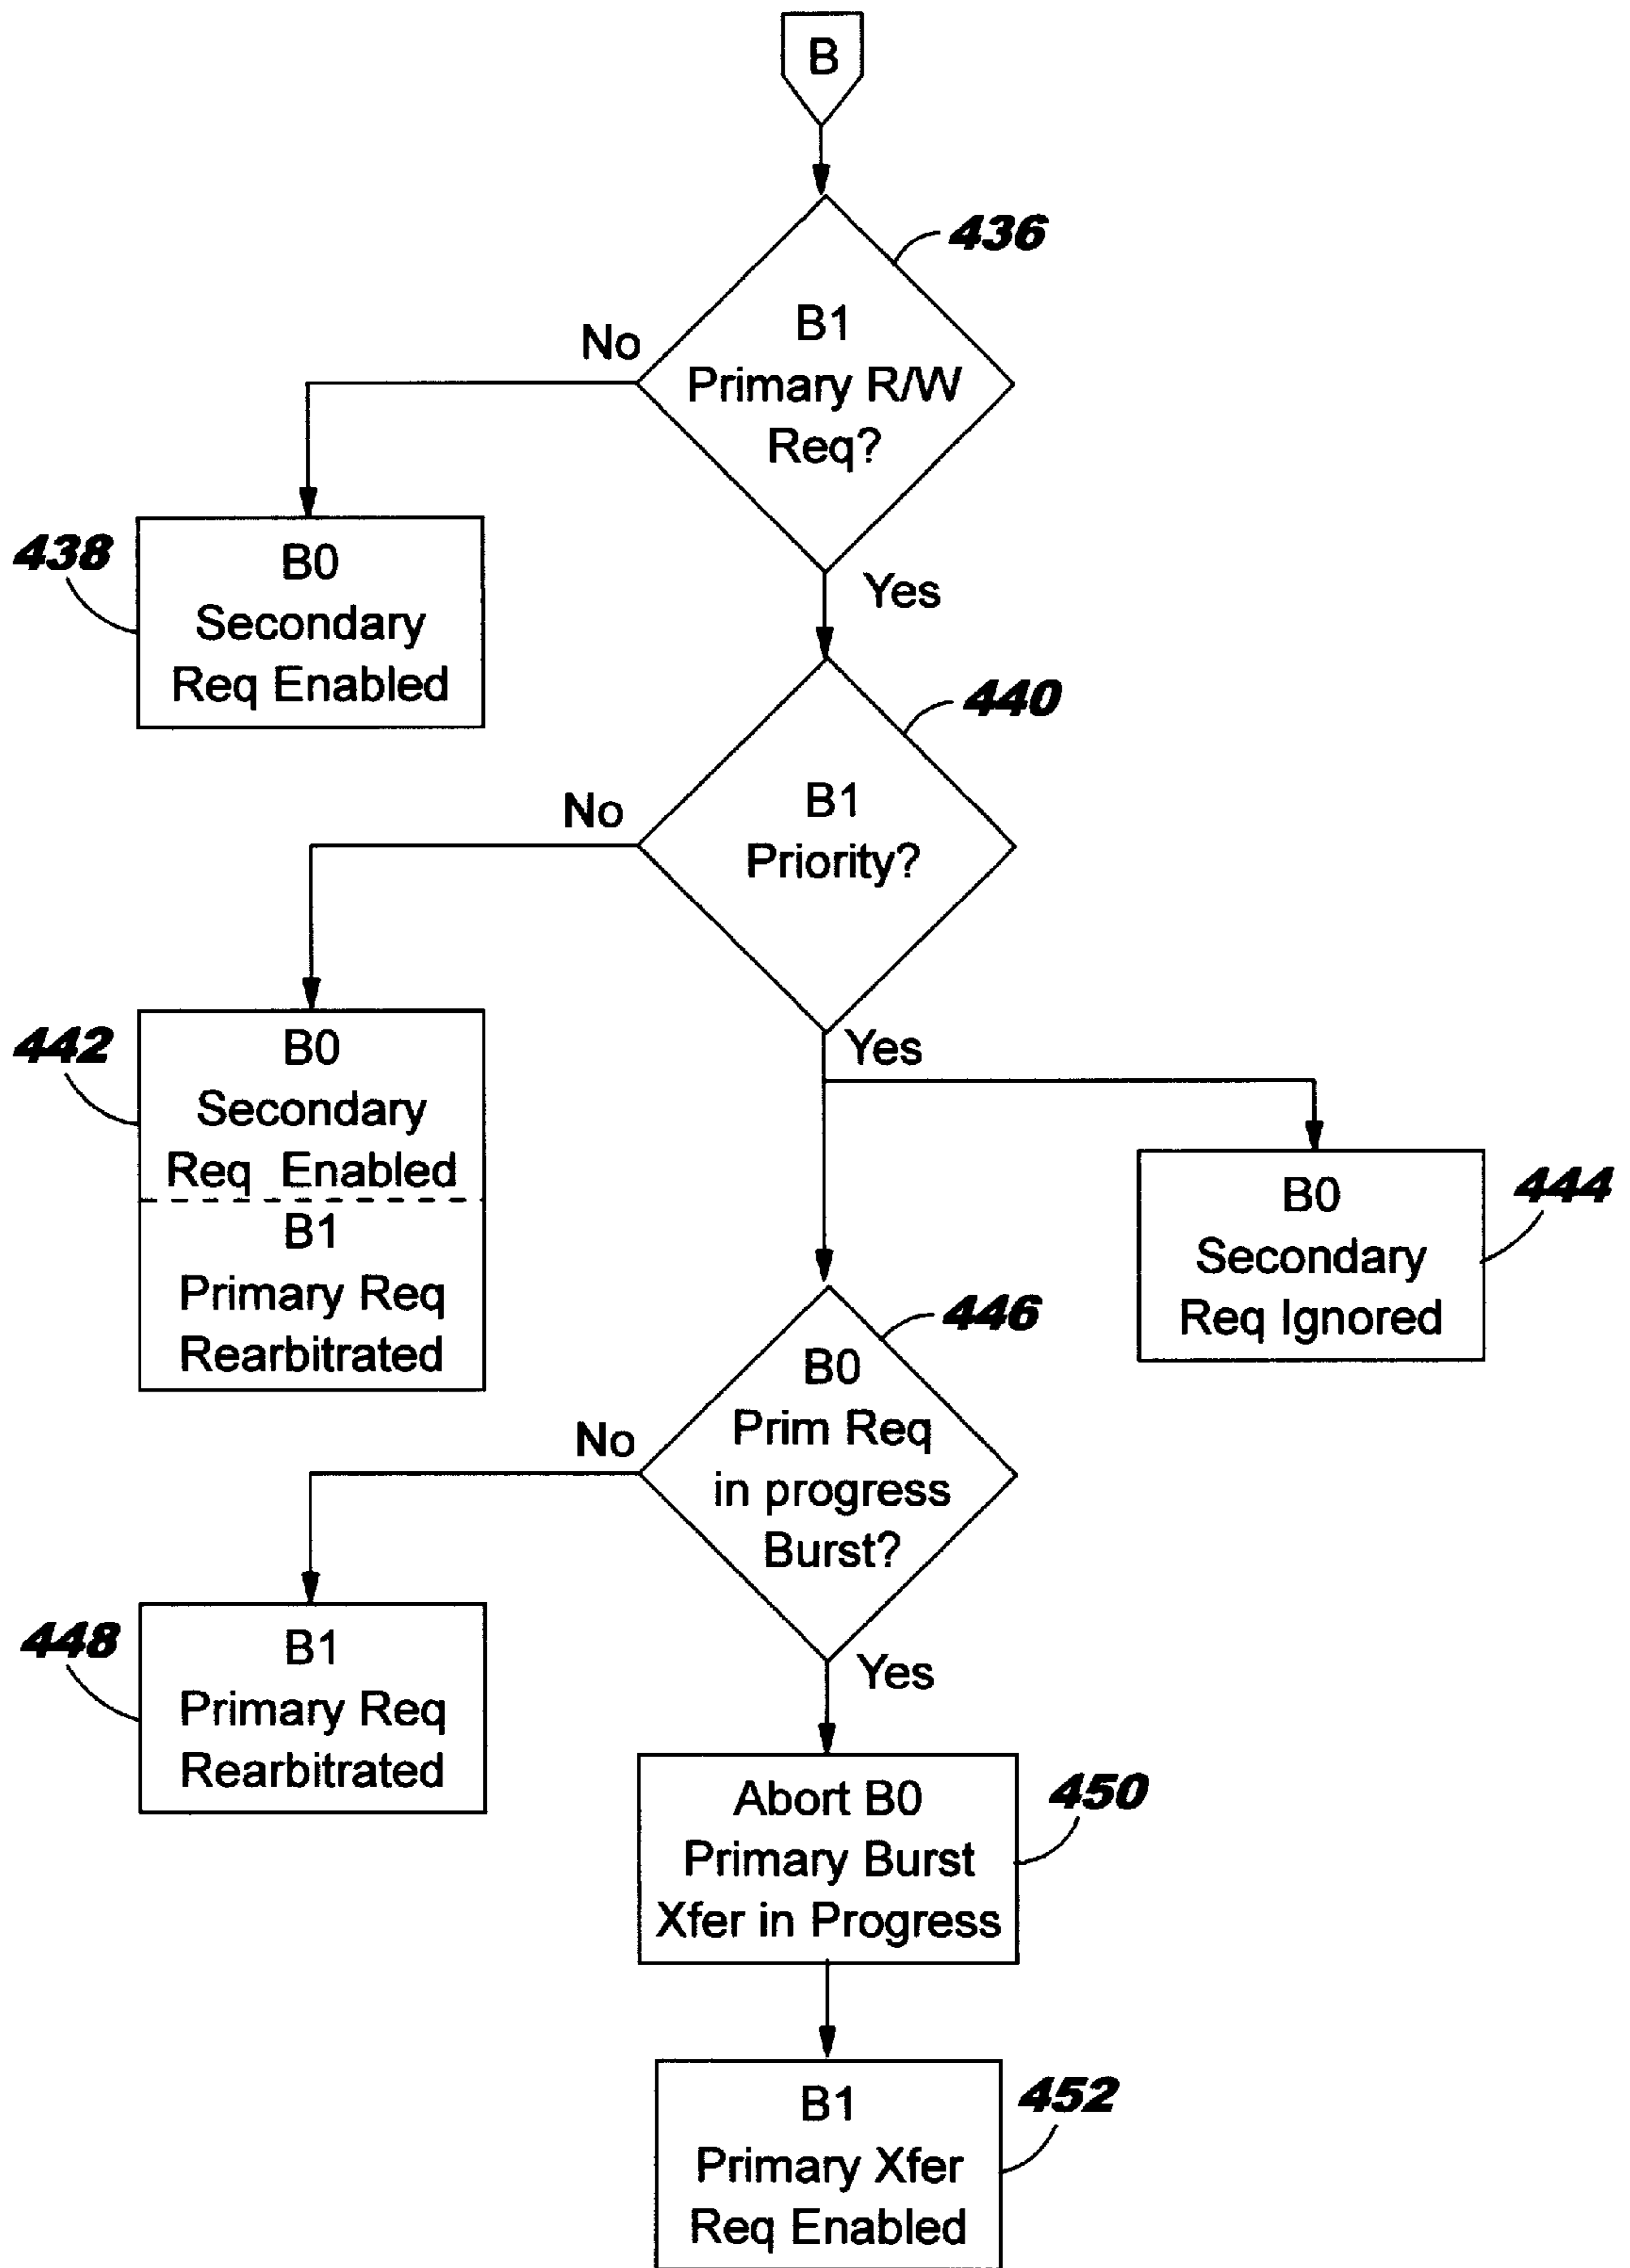 B
436
B1
Primary R/W
Req?
No
Yes
438
B0
Secondary
Req Enabled
440
B1
Priority?
No
Yes
442
B0
Secondary
Req Enabled
B1
Primary Req
Rearbitrated
444
B0
Secondary
Req Ignored
446
B0
Prim Req
in progress
Burst?
No
Yes
448
B1
Primary Req
Rearbitrated
450
Abort B0
Primary Burst
Xfer in Progress
452
B1
Primary Xfer
Req Enabled